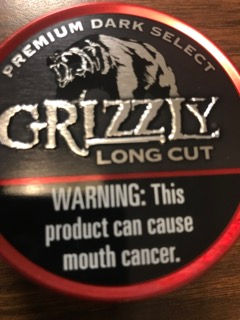 PREMIUM DARK SELECT
GRIZZLY
LONG CUT
WARNING: This
product can cause
mouth cancer.